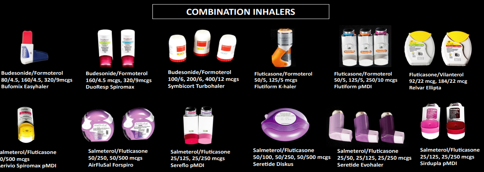 COMBINATION INHALERS
Budesonide/Formoterol
80/4.5, 160/4.5, 320/9mcgs
Bufomix Easyhaler
Budesonide/Formoterol
160/4.5 mcgs, 320/9mcgs
DuoResp Spiromax
Budesonide/Formoterol
100/6, 200/6, 400/12 mcgs
Symbicort Turbohaler
Fluticasone/Formoterol
50/5, 125/5 mcgs
Flutiform K-haler
Fluticasone/Formoterol
50/5, 125/5, 250/10 mcgs
Flutiform pMDI
Fluticasone/Vilanterol
92/22 mcg, 184/22 mcg
Relvar Ellipta
almeterol/Fluticasone
0/500 mcgs
erivio Spiromax pMDI
Salmeterol/Fluticasone
50/250, 50/500 mcgs
AirFluSal Forspiro
Salmeterol/Fluticasone
25/125, 25/250 mcgs
Sereflo pMDI
Salmeterol/Fluticasone
50/100, 50/250, 50/500 mcgs
Seretide Diskus
Salmeterol/Fluticasone
25/50, 25/125, 25/250 mcgs
Seretide Evohaler
Salmeterol/Fluticasone
25/125, 25/250 mcgs
Sirdupla pMDI